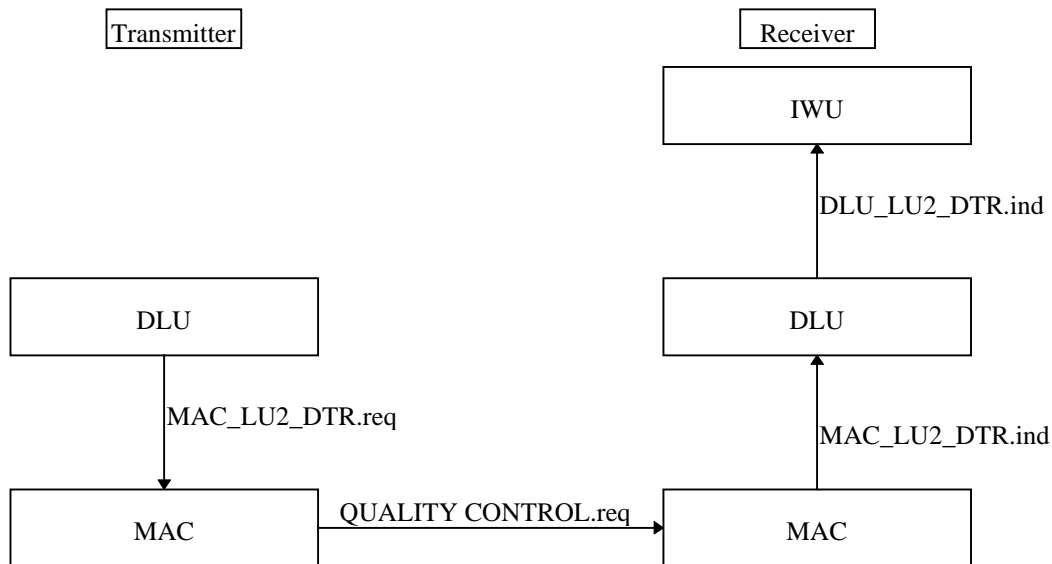 Transmitter
Receiver
IWU
DLU_LU2_DTR.ind
DLU
DLU
MAC_LU2_DTR.req
MAC_LU2_DTR.ind
MAC
QUALITY CONTROL.req
MAC